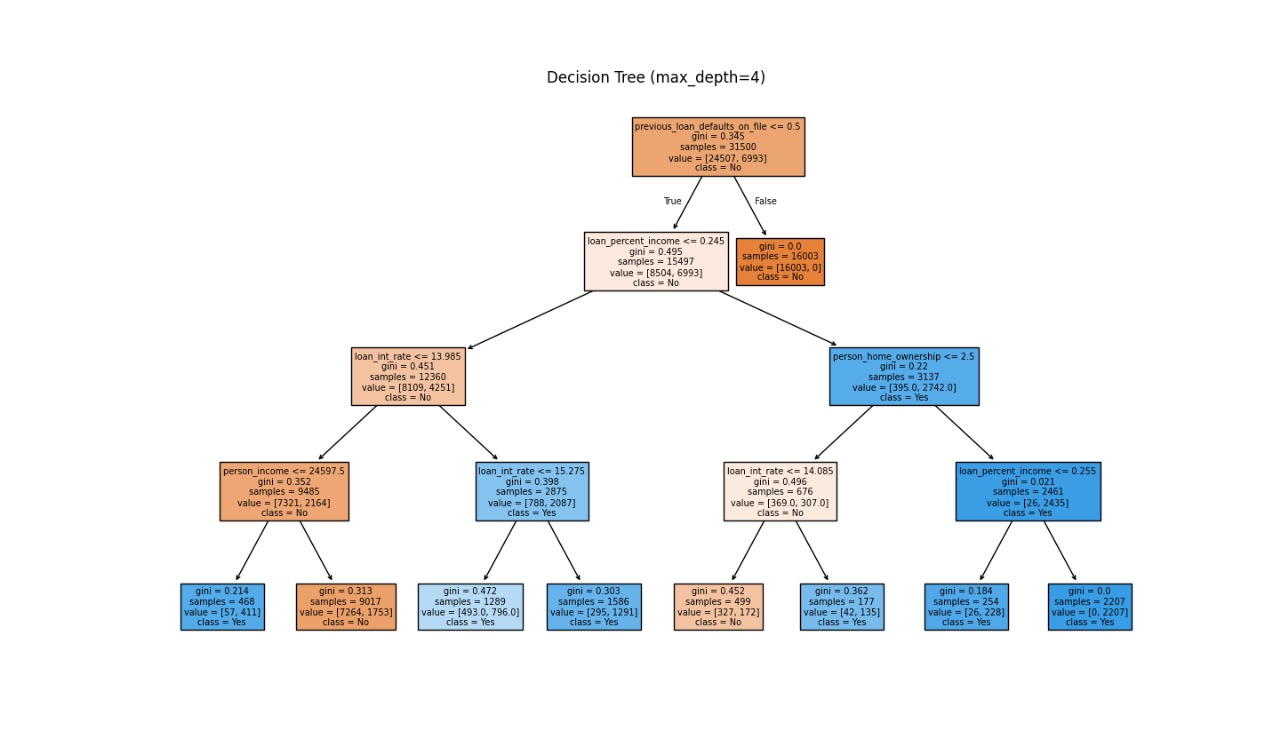 Decision Tree (max_depth=4)
previous_loan_defaults_on_file <= 0.5
gini = 0.345
samples = 31500
value = [24507, 6993]
class = No
True
False
loan_percent_income <= 0.245
gini = 0.495
samples = 15497
value = [8504, 6993]
class = No
gini = 0.0
samples = 16003
value = [16003, 0]
class = No
loan_int_rate <= 13.985
gini = 0.451
samples = 12360
value = [8109, 4251]
class = No
person_home_ownership <= 2.5
gini = 0.22
samples = 3137
value = [395.0, 2742.0]
class = Yes
person_income <= 24597.5
gini = 0.352
samples = 9485
value = [7321, 2164]
class = No
loan_int_rate <= 15.275
gini = 0.398
samples = 2875
value = [788, 2087]
class = Yes
loan_int_rate <= 14.085
gini = 0.496
samples = 676
value = [369.0, 307.0]
class = No
loan_percent_income <= 0.255
gini = 0.021
samples = 2461
value = [26, 2435]
class = Yes
gini = 0.214
samples = 468
value = [57, 411]
class = Yes
gini = 0.313
samples = 9017
value = [7264, 1753]
class = No
gini = 0.472
samples = 1289
value = [493.0, 796.0]
class = Yes
gini = 0.303
samples = 1586
value = [295, 1291]
class = Yes
gini = 0.452
samples = 499
value = [327, 172]
class = No
gini = 0.362
samples = 177
value = [42, 135]
class = Yes
gini = 0.184
samples = 254
value = [26, 228]
class = Yes
gini = 0.0
samples = 2207
value = [0, 2207]
class = Yes